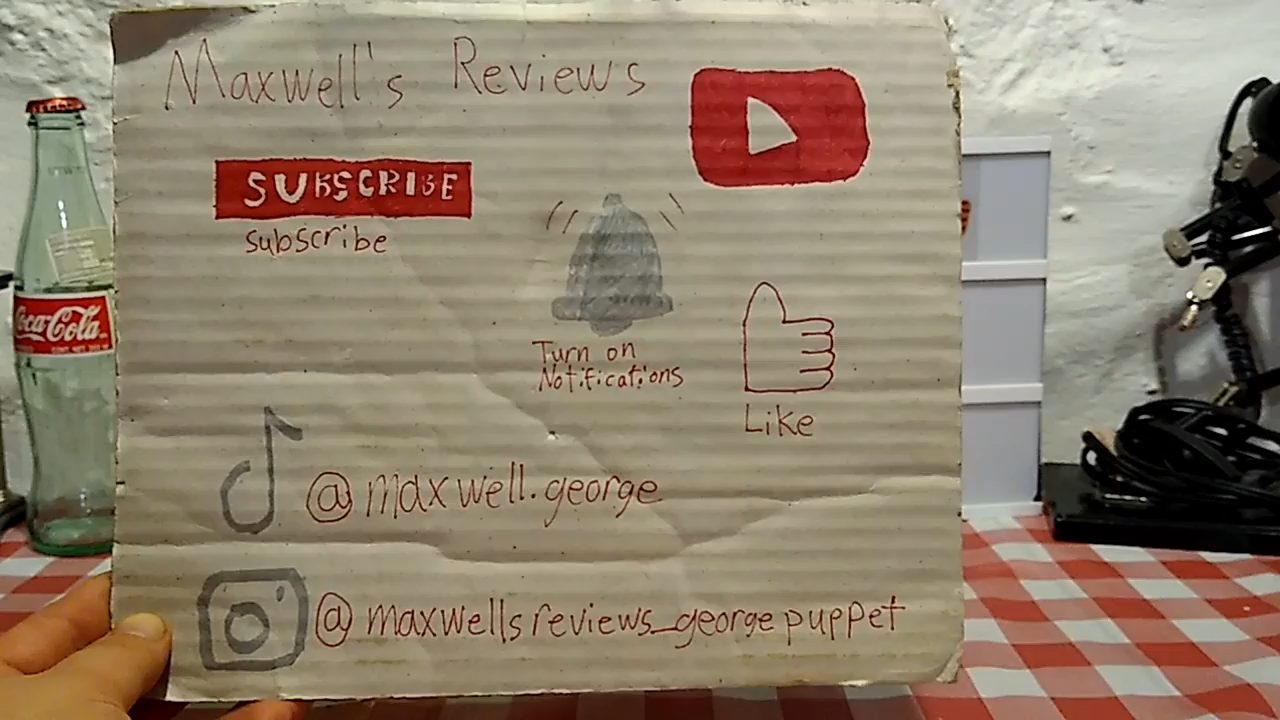 Maxwell's Reviews
SUBSCRIBE
subscribe
Turn on
Notifications
Like
@maxwell.george
@maxwellsreviews_georgepuppet
Coca-Cola